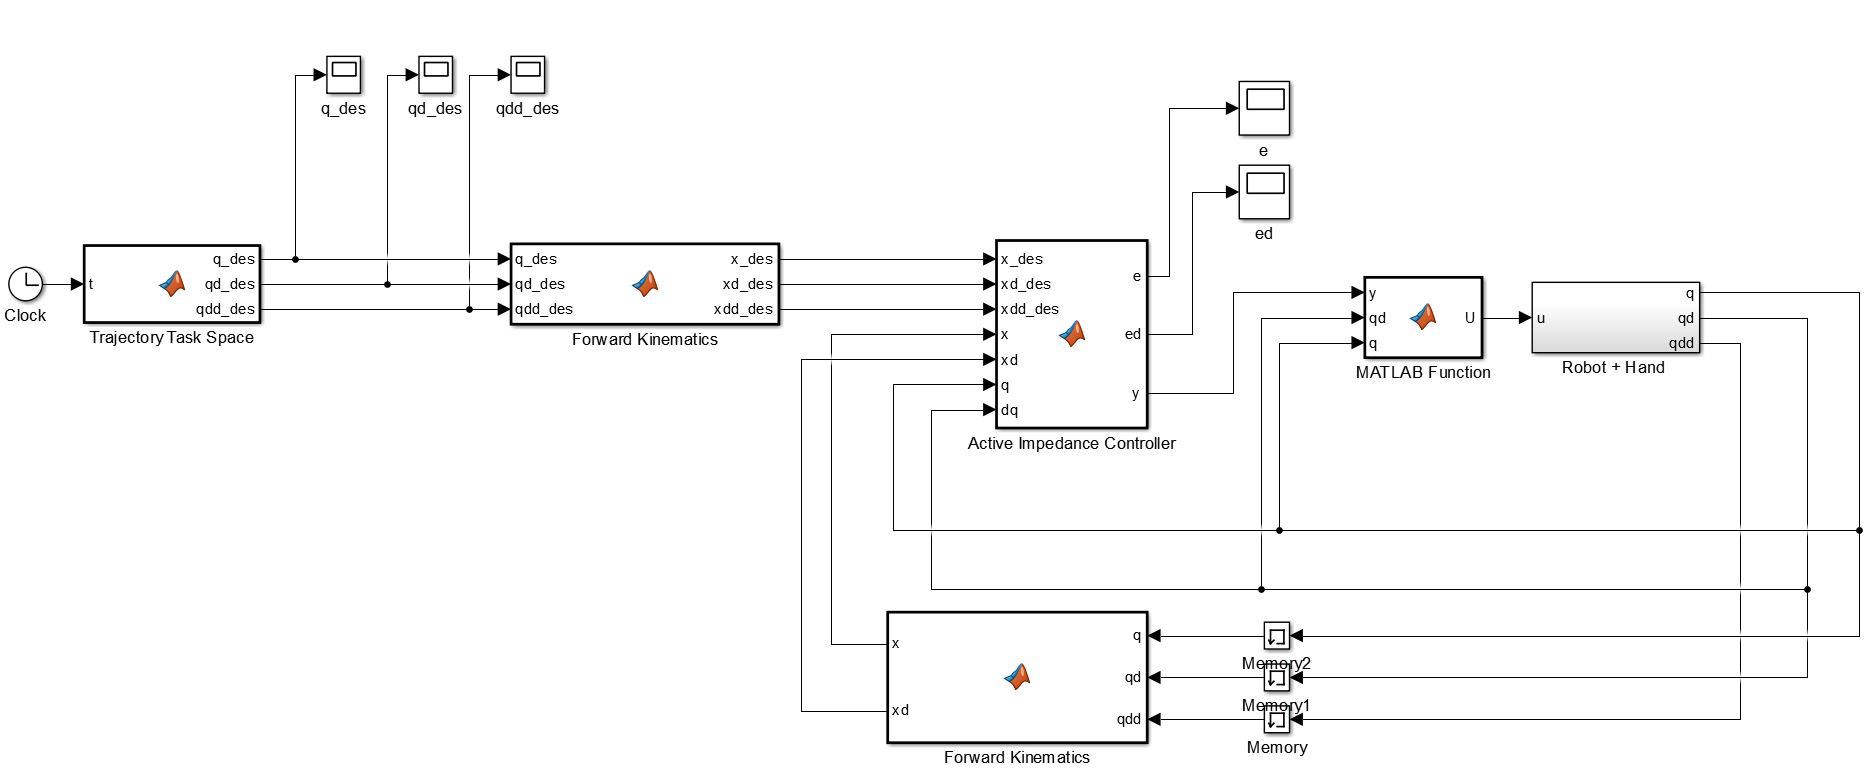 q_des
qd_des
qdd_des
e
ed
Clock
t
q_des
qd_des
qdd_des
Trajectory Task Space
q_des
qd_des
qdd_des
x_des
xd_des
xdd_des
Forward Kinematics
x_des
xd_des
xdd_des
x
xd
q
dq
e
ed
y
Active Impedance Controller
y
qd
q
U
MATLAB Function
u
q
qd
qdd
Robot + Hand
x
xd
q
qd
qdd
Forward Kinematics
Memory2
Memory1
Memory